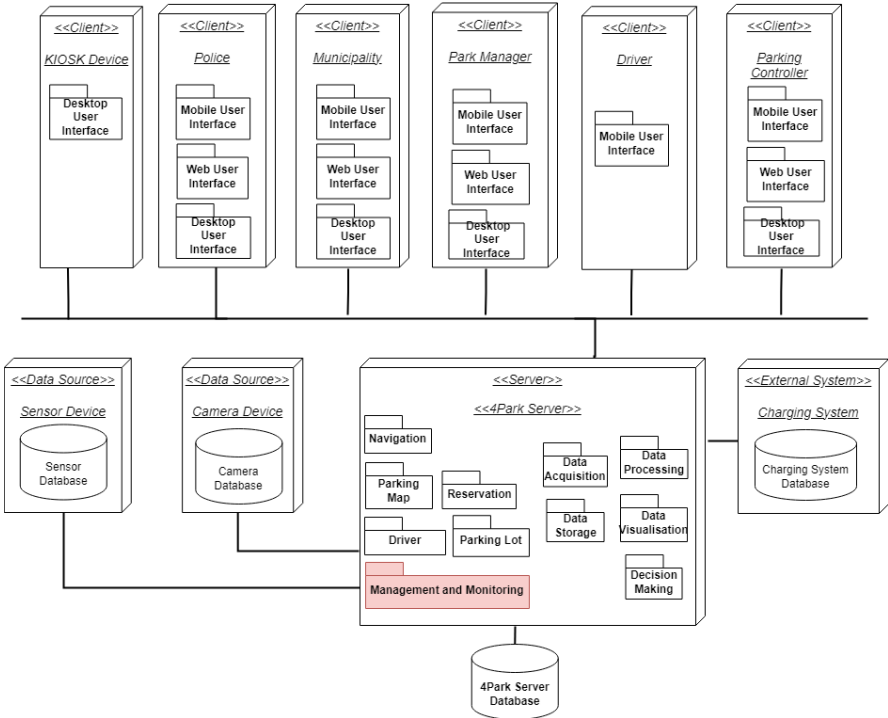 <<Client>>
KIOSK Device
Desktop
User
Interface
<<Client>>
Police
Mobile User
Interface
Web User
Interface
Desktop
User
Interface
<<Client>>
Municipality
Mobile User
Interface
Web User
Interface
Desktop
User
Interface
<<Client>>
Park Manager
Mobile User
Interface
Web User
Interface
Desktop
User
Interface
<<Client>>
Driver
Mobile User
Interface
<<Client>>
Parking
Controller
Mobile User
Interface
Web User
Interface
Desktop
User
Interface
<<Data Source>>
Sensor Device
Sensor
Database
<<Data Source>>
Camera Device
Camera
Database
<<Server>>
<<4Park Server>>
Navigation
Parking
Map
Reservation
Driver
Parking Lot
Management and Monitoring
Data
Acquisition
Data
Processing
Data
Storage
Data
Visualisation
Decision
Making
<<External System>>
Charging System
Charging System
Database
4Park Server
Database